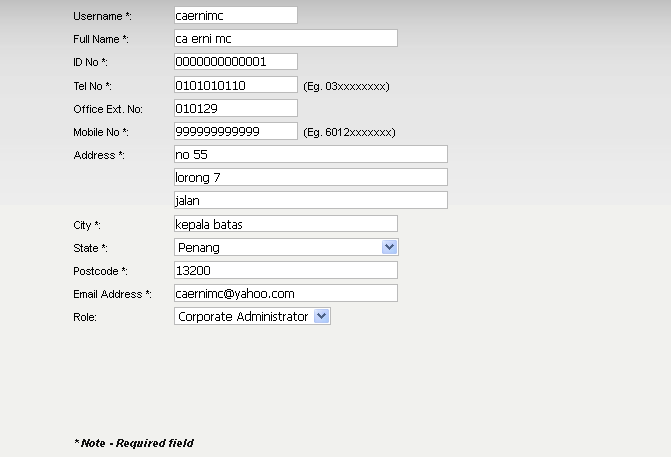 Username *: caernimc
Full Name *: ca erni mc
ID No *: 0000000000001
Tel No *: 0101010110 (Eg. 03xxxxxxxx)
Office Ext. No: 010129
Mobile No *: 999999999999 (Eg. 6012xxxxxxx)
Address *: no 55
lorong 7
jalan
City *: kepala batas
State *: Penang
Postcode *: 13200
Email Address *: caernimc@yahoo.com
Role: Corporate Administrator
* Note - Required field